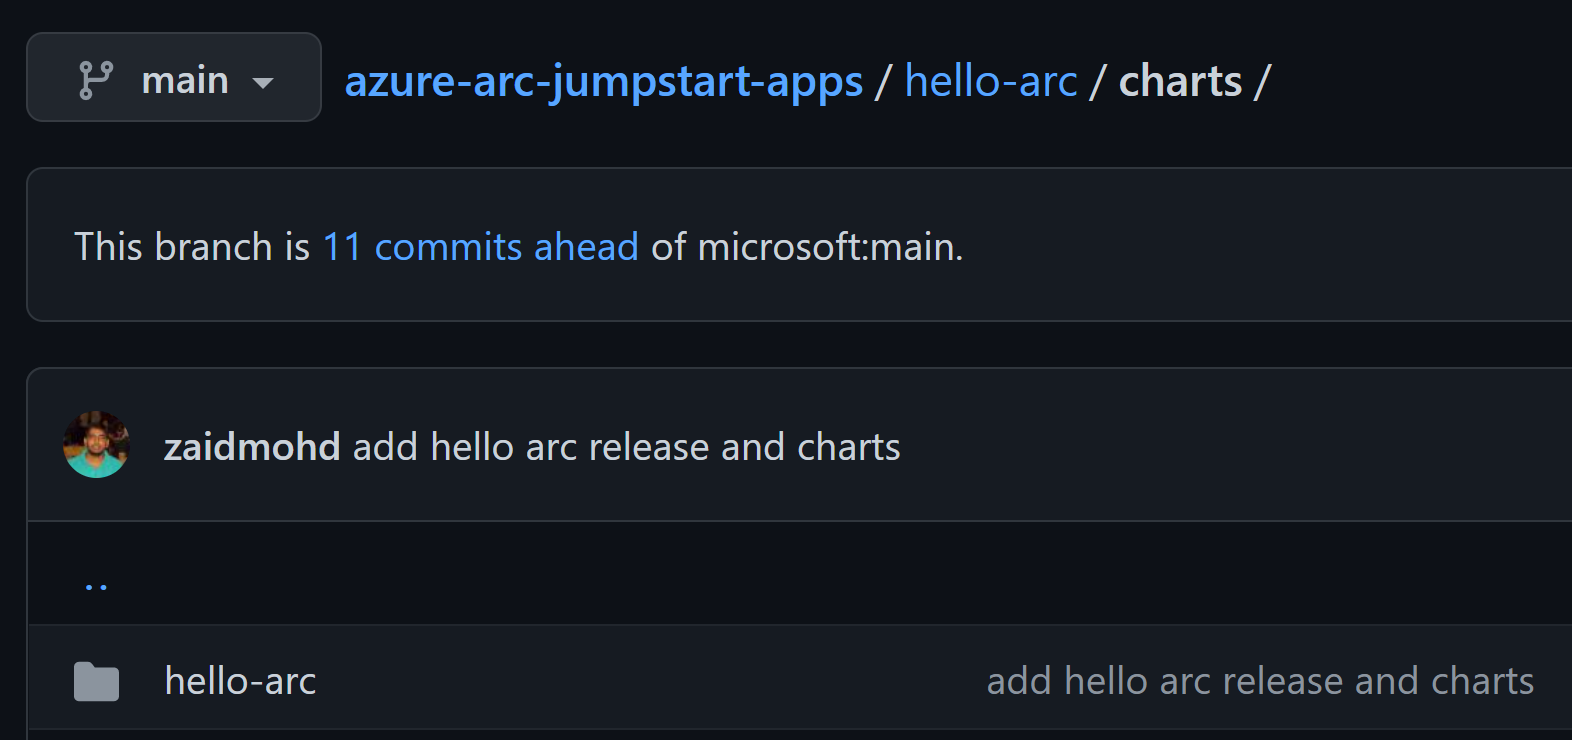 main azure-arc-jumpstart-apps / hello-arc / charts /
This branch is 11 commits ahead of microsoft:main.
zaidmohd add hello arc release and charts
..
hello-arc add hello arc release and charts